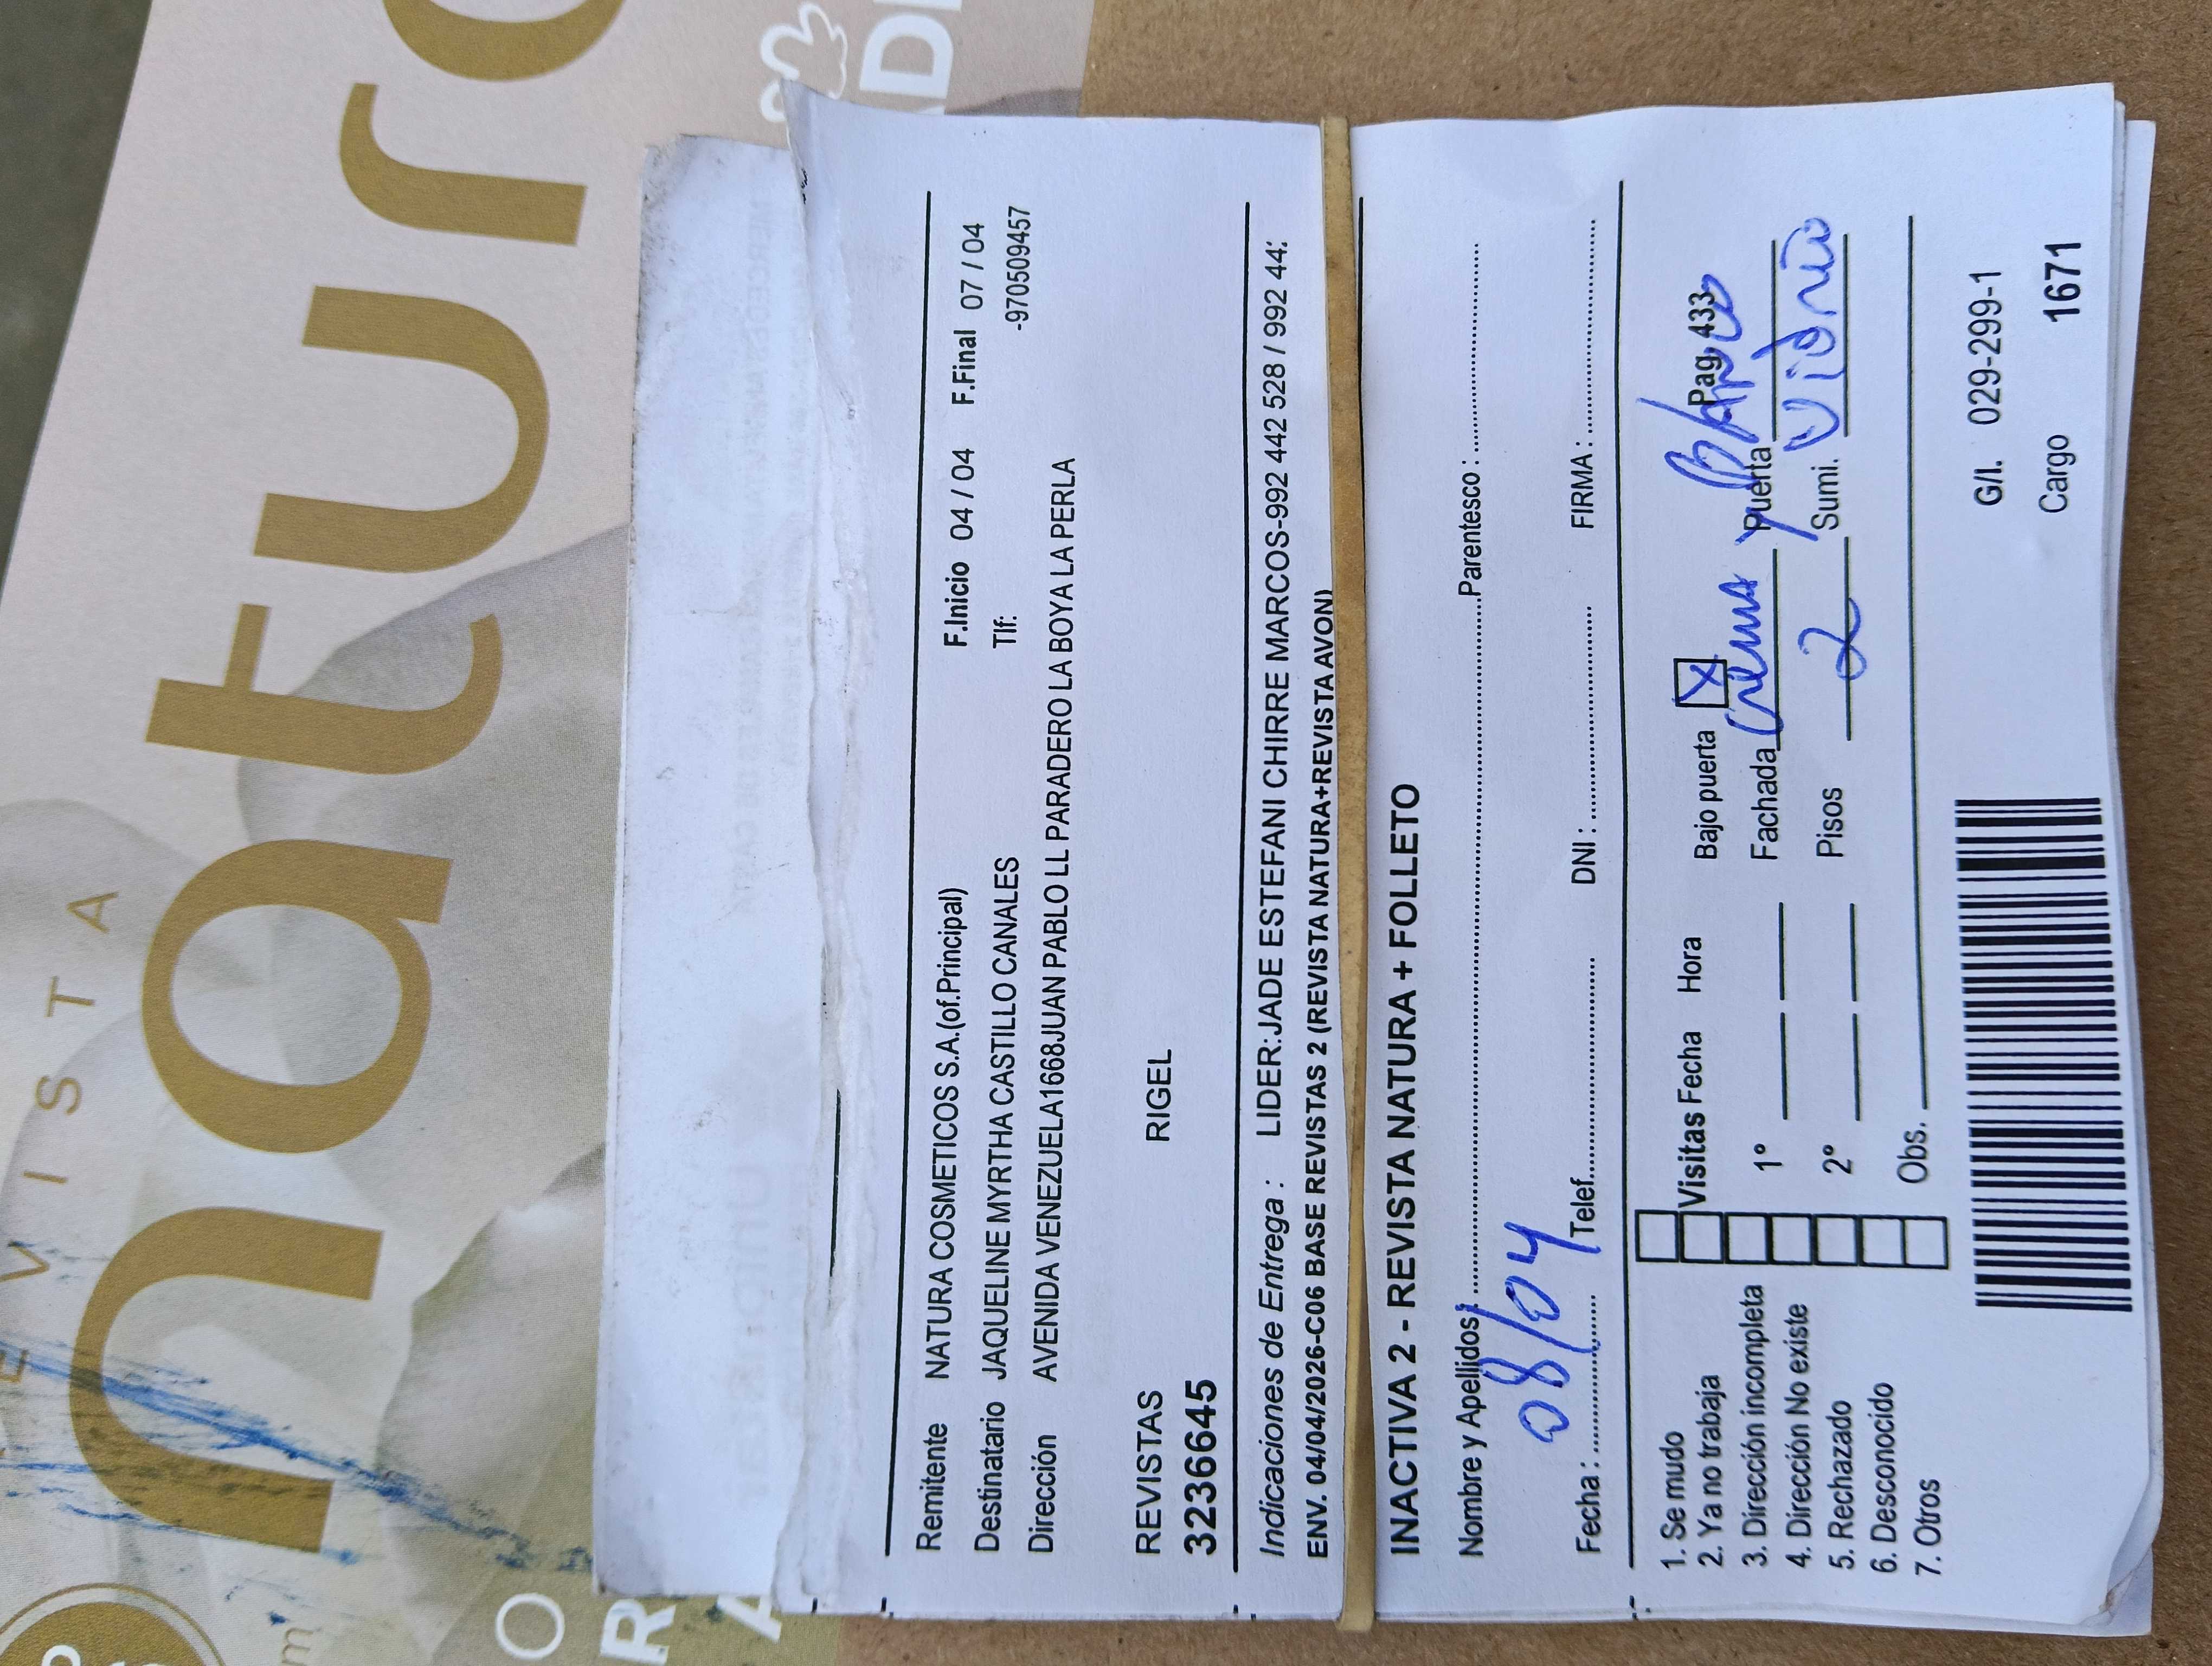 REVISTA
natura
Remitente NATURA COSMETICOS S.A.(of.Principal) F.Inicio 04 / 04 F.Final 07 / 04
Destinatario JAQUELINE MYRTHA CASTILLO CANALES Tlf: -970509457
Dirección AVENIDA VENEZUELA1668JUAN PABLO LL PARADERO LA BOYA LA PERLA
REVISTAS RIGEL
3236645
Indicaciones de Entrega : LIDER:JADE ESTEFANI CHIRRE MARCOS-992 442 528 / 992 44
ENV. 04/04/2026-C06 BASE REVISTAS 2 (REVISTA NATURA+REVISTA AVON)
INACTIVA 2 - REVISTA NATURA + FOLLETO
Nombre y Apellidos Parentesco :
Fecha : 08/04 Telef. DNI : FIRMA :
1. Se mudo
2. Ya no trabaja
3. Dirección incompleta
4. Dirección No existe
5. Rechazado
6. Desconocido
7. Otros
Visitas Fecha Hora
1º
2º
Obs.
Bajo puerta X Pag 433
Fachada Crema y Blanco Puerta Vidrio
Pisos 2 Sumi.
G/I. 029-299-1
Cargo 1671